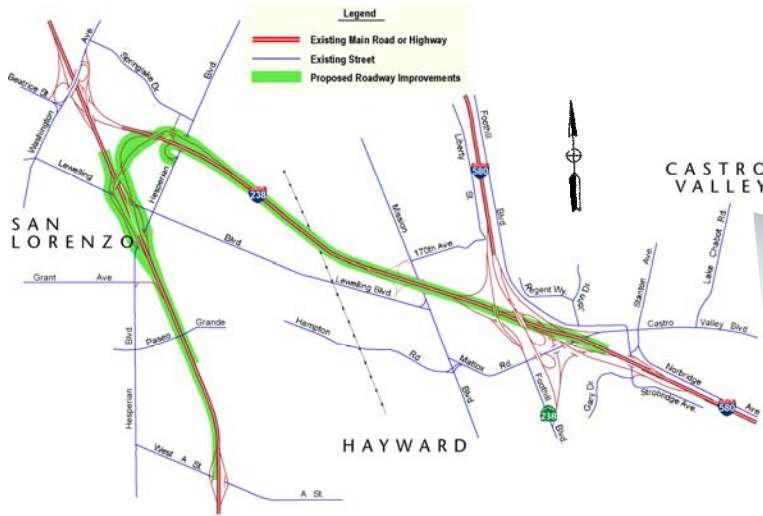 Legend
Existing Main Road or Highway
Existing Street
Proposed Roadway Improvements
Ave
Springlake Dr.
Blvd.
Beatrice St.
Washington
Lewelling
Hesperian
238
SAN
LORENZO
Blvd.
Grant Ave.
Blvd.
Paseo Grande
Hesperian
West A St.
A St.
Mission
170th Ave.
Lewelling Blvd
Hampton Rd.
Mattox Rd.
Blvd.
Liberty St.
Foothill Blvd.
580
CASTRO
VALLEY
Lake Chabot Rd.
Stanton Ave.
John Dr.
Regent Wy.
Castro Valley Blvd
Norbridge Ave
Strobridge Ave.
Gary Dr.
Foothill Blvd.
238
580
HAYWARD